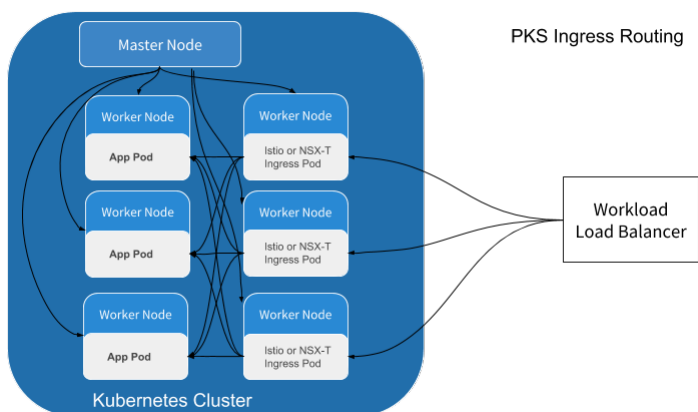 PKS Ingress Routing
Master Node
Worker Node
App Pod
Worker Node
Istio or NSX-T
Ingress Pod
Worker Node
App Pod
Worker Node
Istio or NSX-T
Ingress Pod
Worker Node
App Pod
Worker Node
Istio or NSX-T
Ingress Pod
Workload
Load Balancer
Kubernetes Cluster